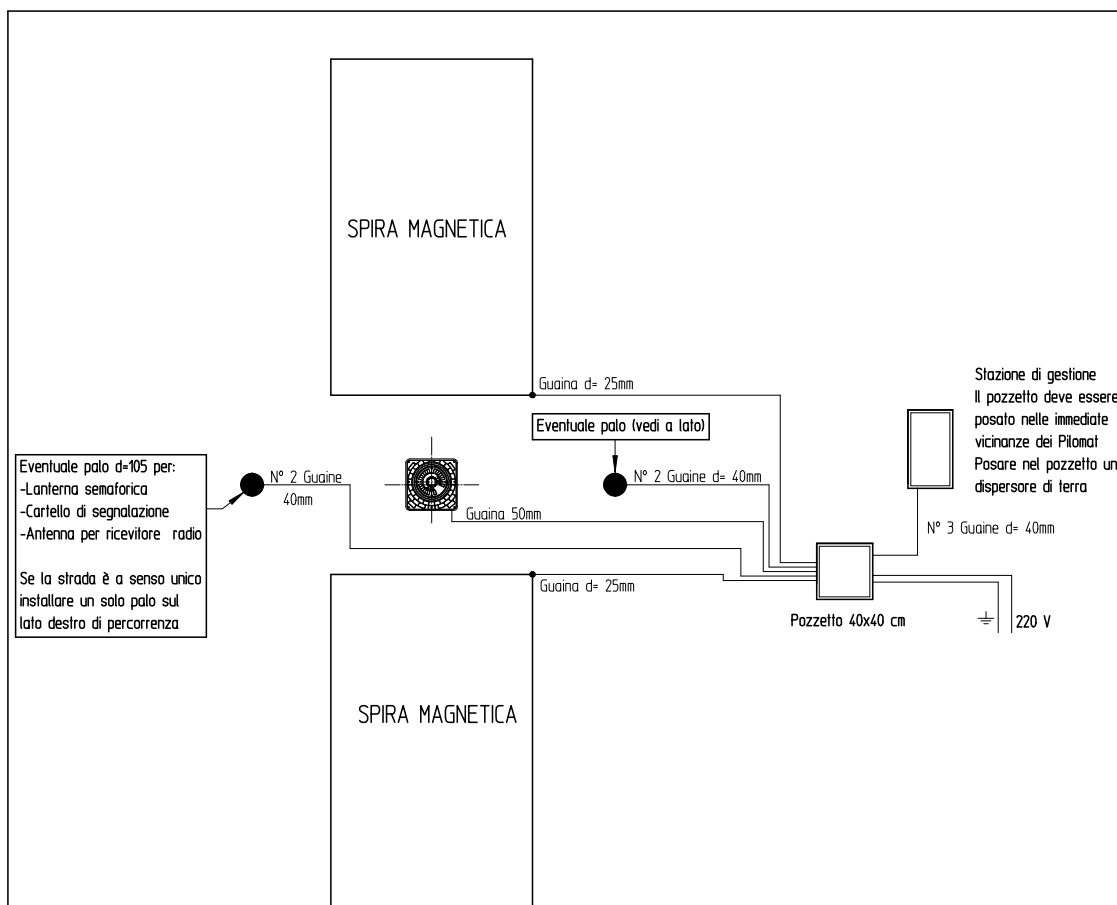 SPIRA MAGNETICA
Guaina d= 25mm
Stazione di gestione
Il pozzetto deve essere
posato nelle immediate
vicinanze dei Pilomat
Posare nel pozzetto un
dispersore di terra
Eventuale palo (vedi a lato)
Eventuale palo d=105 per:
-Lanterna semaforica
-Cartello di segnalazione
-Antenna per ricevitore radio
Se la strada è a senso unico
installare un solo palo sul
lato destro di percorrenza
N° 2 Guaine
40mm
N° 2 Guaine d= 40mm
Guaina 50mm
N° 3 Guaine d= 40mm
Guaina d= 25mm
Pozzetto 40x40 cm
220 V
SPIRA MAGNETICA